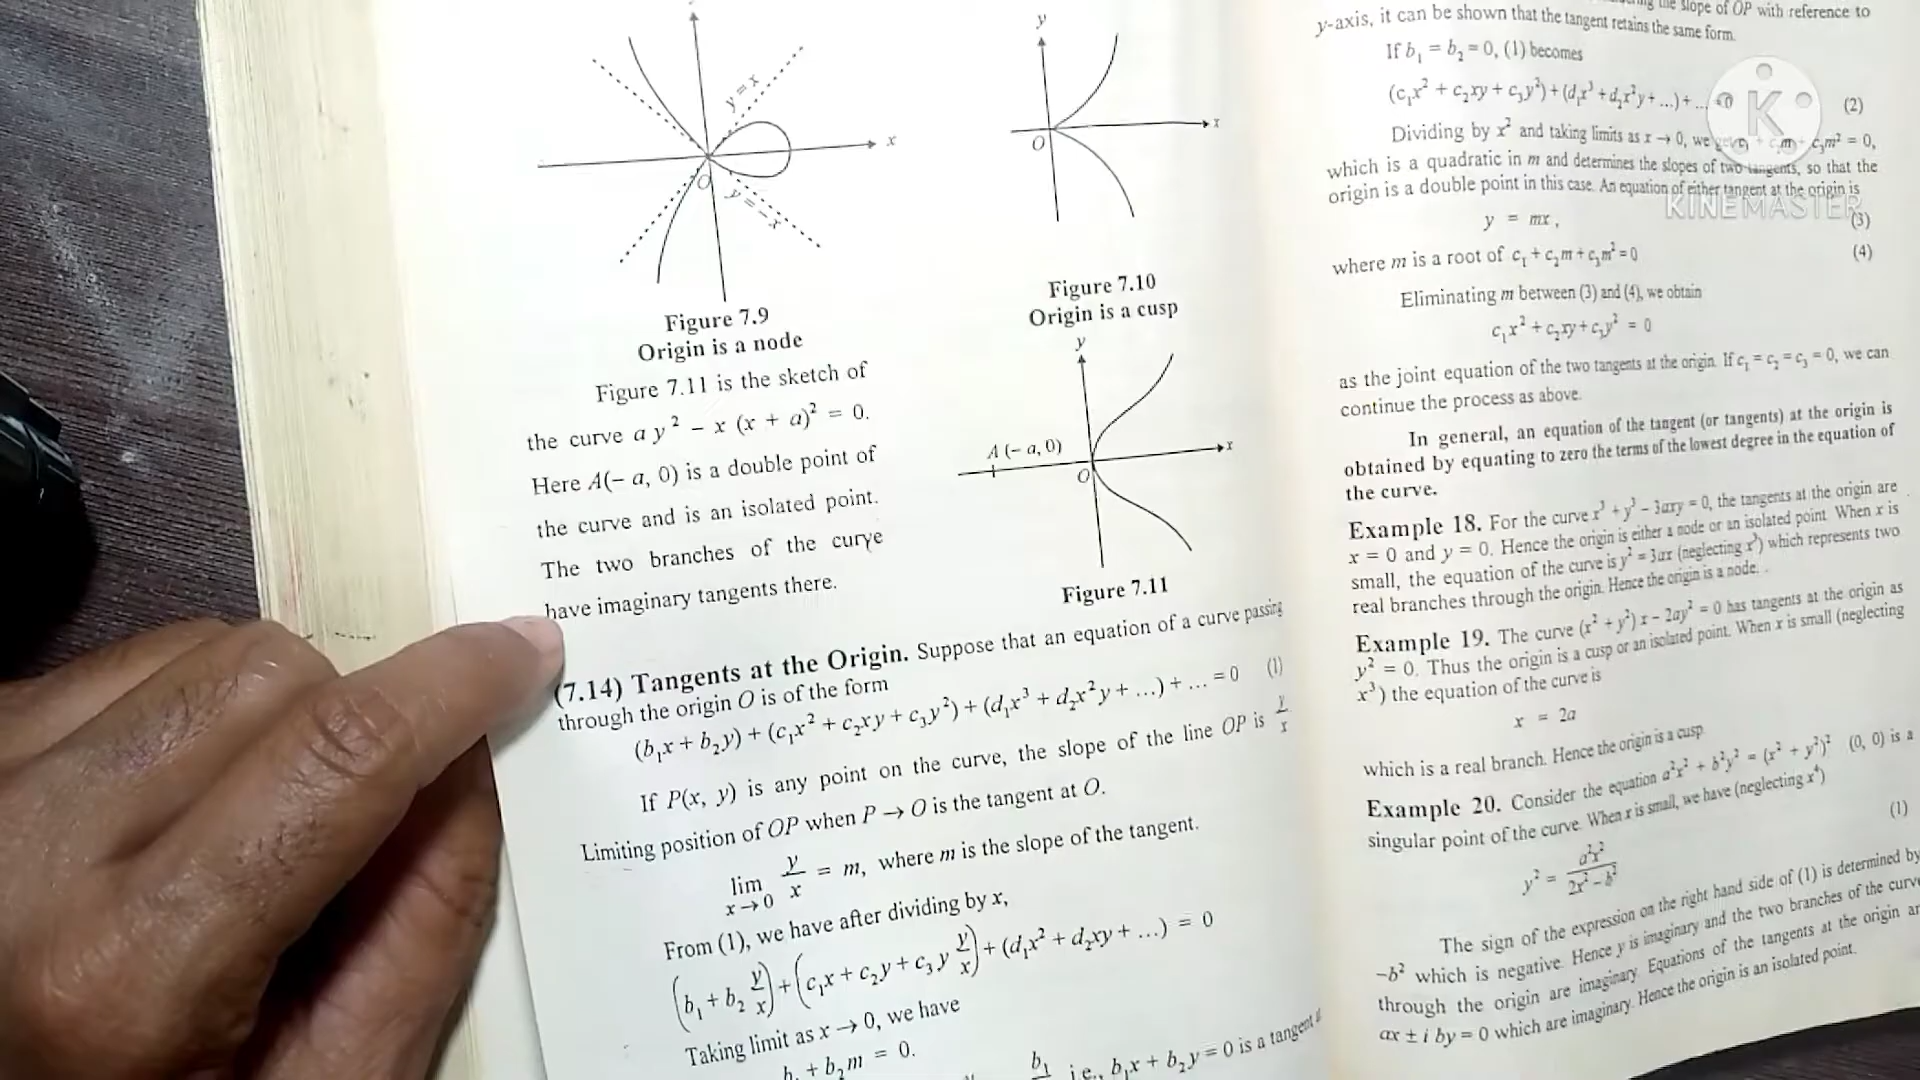 y
y = x
x
O
y = -x
Figure 7.9
Origin is a node
y
x
O
Figure 7.10
Origin is a cusp
Figure 7.11 is the sketch of
the curve a y² − x (x + a)² = 0.
Here A(− a, 0) is a double point of
the curve and is an isolated point.
The two branches of the curve
have imaginary tangents there.
y
A (− a, 0)
x
O
Figure 7.11
(7.14) Tangents at the Origin. Suppose that an equation of a curve passing
through the origin O is of the form
(b₁x + b₂y) + (c₁x² + c₂xy + c₃y²) + (d₁x³ + d₂x²y + ...) + ... = 0 (1)
If P(x, y) is any point on the curve, the slope of the line OP is y/x
Limiting position of OP when P → O is the tangent at O.
lim x→0 y/x = m, where m is the slope of the tangent.
From (1), we have after dividing by x,
(b₁ + b₂ y/x) + (c₁x + c₂y + c₃y y/x) + (d₁x² + d₂xy + ...) = 0
Taking limit as x → 0, we have
b₁ + b₂m = 0.
b₁ i.e., b₁x + b₂y = 0 is a tangent
the slope of OP with reference to
y-axis, it can be shown that the tangent retains the same form.
If b₁ = b₂ = 0, (1) becomes
(c₁x² + c₂xy + c₃y²) + (d₁x³ + d₂x²y + ...) + ... = 0 (2)
Dividing by x² and taking limits as x → 0, we c₃m² = 0,
which is a quadratic in m and determines the slopes of two tangents, so that the
origin is a double point in this case. An equation of either tangent at the origin is
y = mx, (3)
where m is a root of c₁ + c₂m + c₃m² = 0 (4)
Eliminating m between (3) and (4), we obtain
c₁x² + c₂xy + c₃y² = 0
as the joint equation of the two tangents at the origin. If c₁ = c₂ = c₃ = 0, we can
continue the process as above.
In general, an equation of the tangent (or tangents) at the origin is
obtained by equating to zero the terms of the lowest degree in the equation of
the curve.
Example 18. For the curve x³ + y³ − 3axy = 0, the tangents at the origin are
x = 0 and y = 0. Hence the origin is either a node or an isolated point. When x is
small, the equation of the curve is y² = 3ax (neglecting x³) which represents two
real branches through the origin. Hence the origin is a node.
Example 19. The curve (x² + y²) x − 2ay² = 0 has tangents at the origin as
y² = 0. Thus the origin is a cusp or an isolated point. When x is small (neglecting
x³) the equation of the curve is
x = 2a
which is a real branch. Hence the origin is a cusp.
Example 20. Consider the equation a²x² + b²y² = (x² + y²)² (0, 0) is a
singular point of the curve. When x is small, we have (neglecting x⁴)
y² = a²x² / 2x² − b² (1)
The sign of the expression on the right hand side of (1) is determined by
−b² which is negative. Hence y is imaginary and the two branches of the curve
through the origin are imaginary. Equations of the tangents at the origin are
ax ± i by = 0 which are imaginary. Hence the origin is an isolated point.
K
KINEMASTER